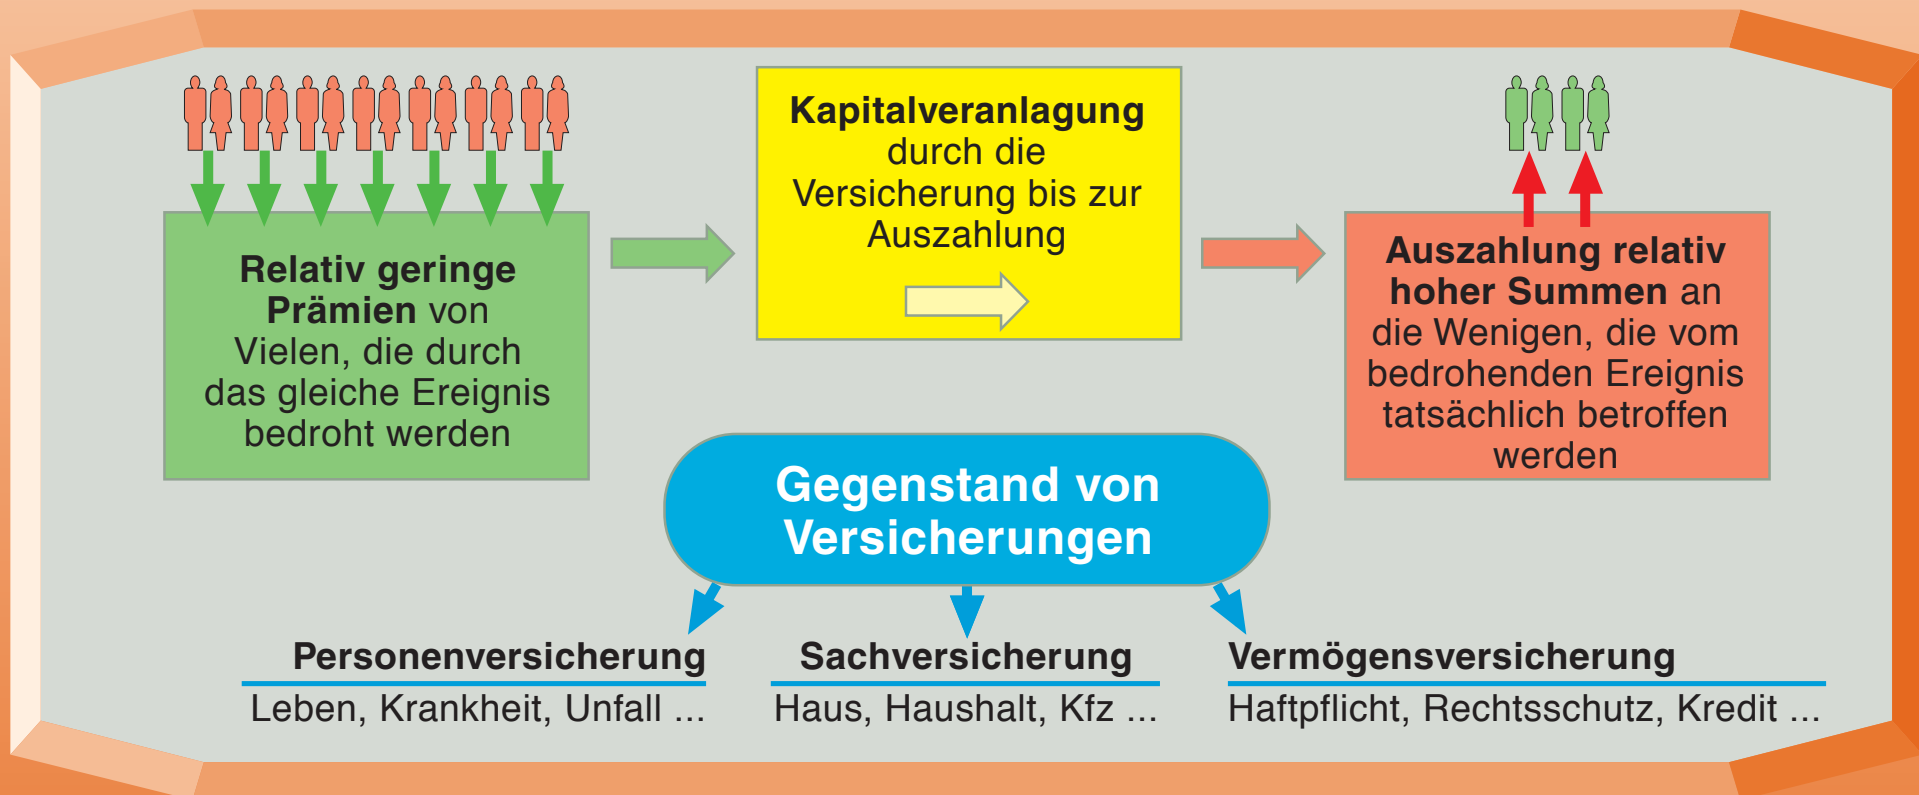 Relativ geringe
Prämien von
Vielen, die durch
das gleiche Ereignis
bedroht werden
Kapitalveranlagung
durch die
Versicherung bis zur
Auszahlung
Auszahlung relativ
hoher Summen an
die Wenigen, die vom
bedrohenden Ereignis
tatsächlich betroffen
werden
Gegenstand von
Versicherungen
Personenversicherung
Leben, Krankheit, Unfall ...
Sachversicherung
Haus, Haushalt, Kfz ...
Vermögensversicherung
Haftpflicht, Rechtsschutz, Kredit ...